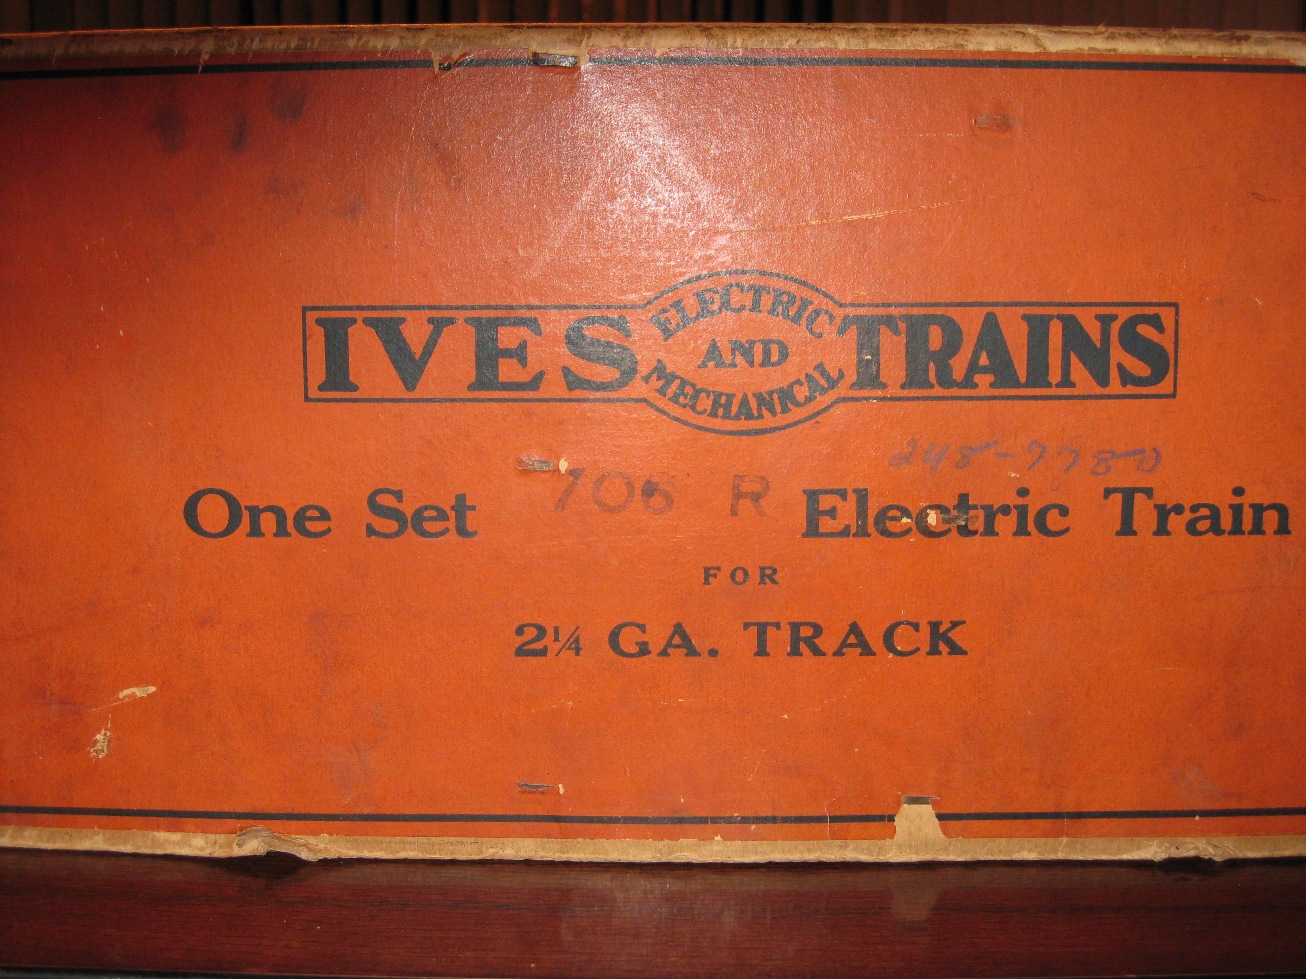 IVES ELECTRIC AND MECHANICAL TRAINS
248-7780
One Set 706 R Electric Train
FOR
2¼ GA. TRACK